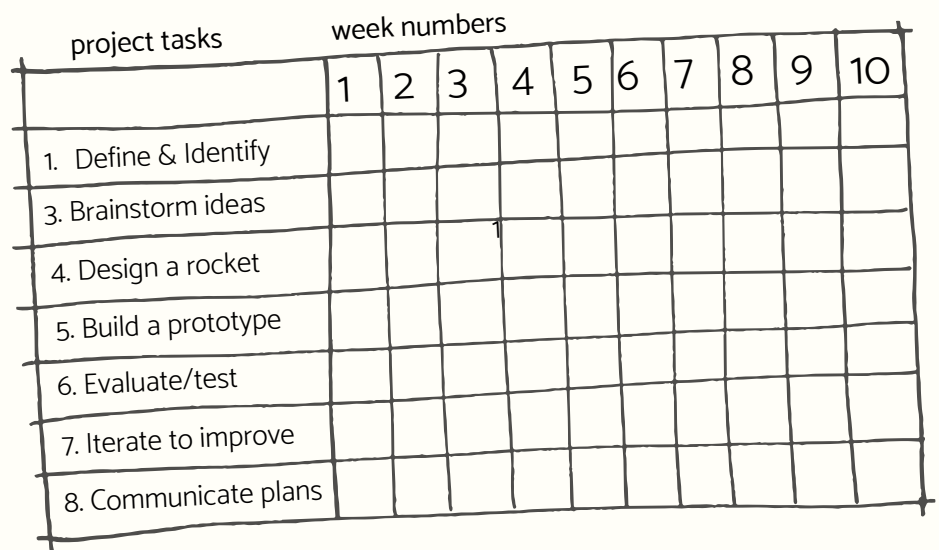 project tasks
week numbers
1 2 3 4 5 6 7 8 9 10
1. Define & Identify
3. Brainstorm ideas
1
4. Design a rocket
5. Build a prototype
6. Evaluate/test
7. Iterate to improve
8. Communicate plans